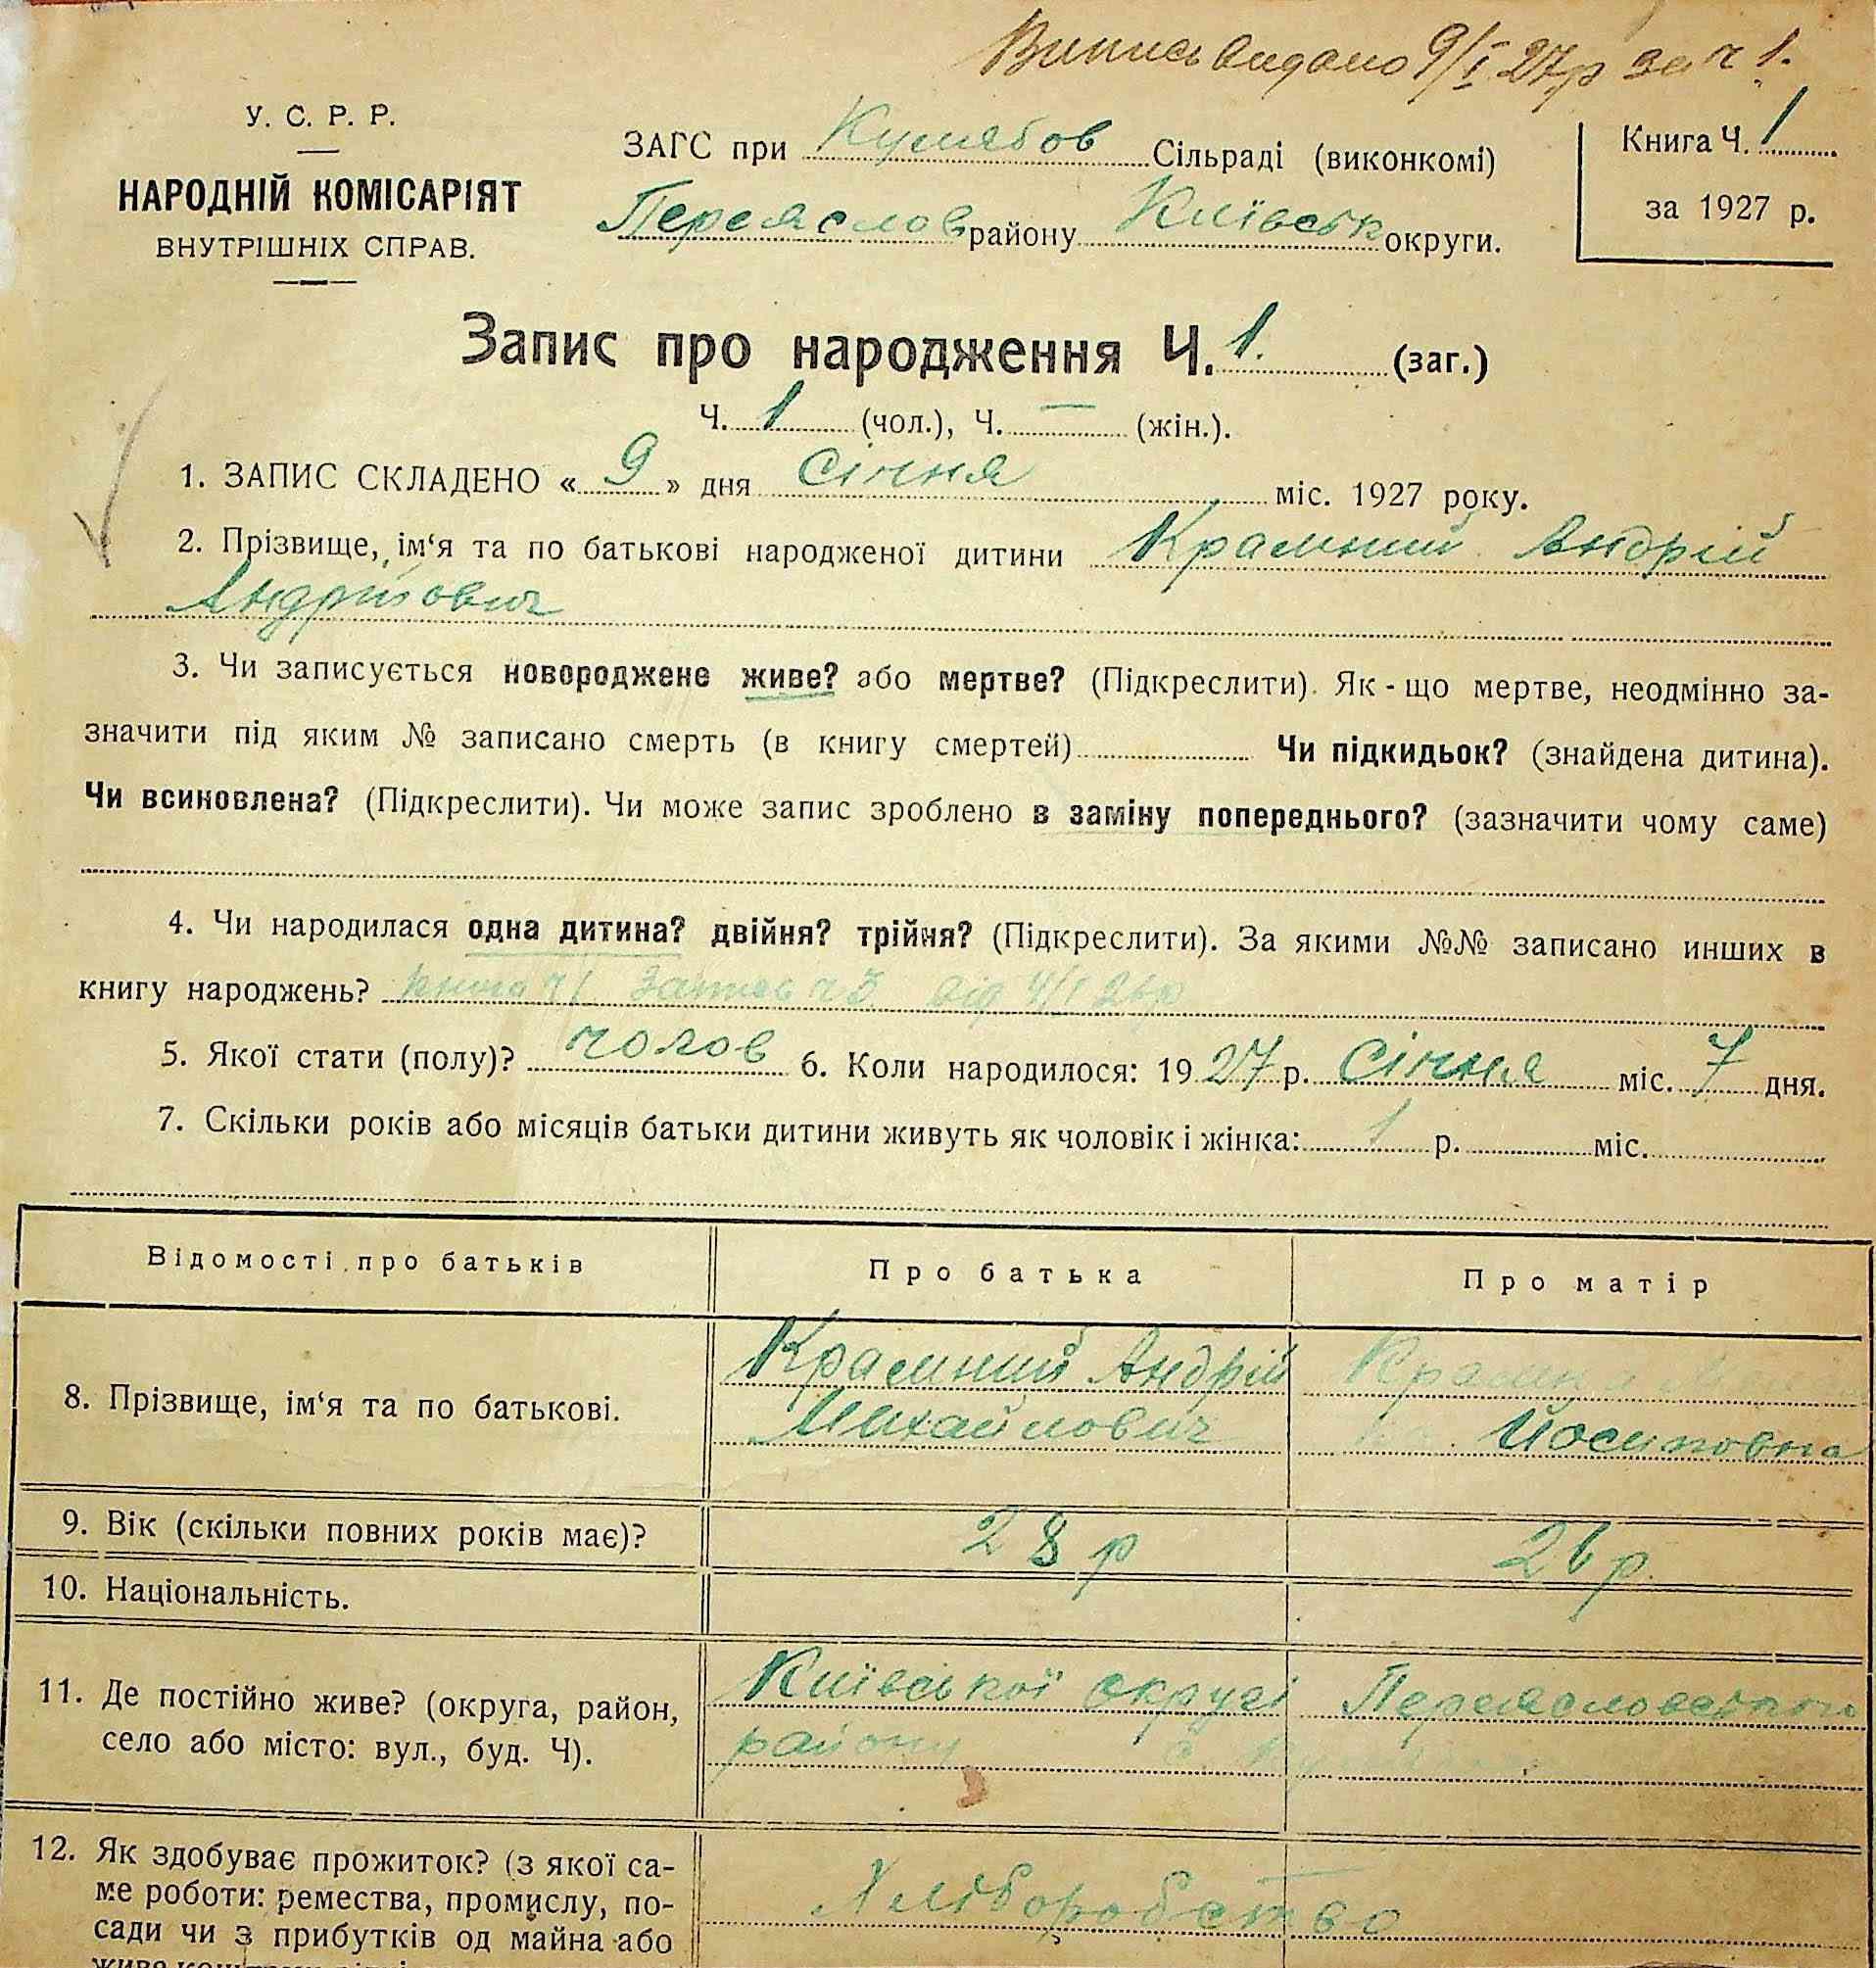 Випись видано 9/I 27р за ч 1.
У. С. Р. Р.
НАРОДНІЙ КОМІСАРІЯТ
ВНУТРІШНІХ СПРАВ.
ЗАГС при Сільраді (виконкомі)
Переяслов району Київськ округи.
Книга Ч. 1
за 1927 р.
Запис про народження Ч. 1. (заг.)
Ч. 1 (чол.), Ч. — (жін.).
1. ЗАПИС СКЛАДЕНО « 9 » дня Січня міс. 1927 року.
2. Прізвище, ім‘я та по батькові народженої дитини Андрій
Андрійович
3. Чи записується новороджене живе? або мертве? (Підкреслити). Як-що мертве, неодмінно за-
значити під яким № записано смерть (в книгу смертей) Чи підкидьок? (знайдена дитина).
Чи всиновлена? (Підкреслити). Чи може запис зроблено в заміну попереднього? (зазначити чому саме)
4. Чи народилася одна дитина? двійня? трійня? (Підкреслити). За якими №№ записано инших в
книгу народжень?
5. Якої стати (полу)? чолов 6. Коли народилося: 1927 р. Січня міс. 7 дня.
7. Скільки років або місяців батьки дитини живуть як чоловік і жінка: 1 р. міс.
Відомості про батьків Про батька Про матір
8. Прізвище, ім‘я та по батькові. Андрій
Михайлович Йосиповна
9. Вік (скільки повних років має)? 28 р 26 р.
10. Національність.
11. Де постійно живе? (округа, район,
село або місто: вул., буд. Ч).
Київської округі Переясловського
району с.
12. Як здобуває прожиток? (з якої са-
ме роботи: ремества, промислу, по-
сади чи з прибутків од майна або
Хліборобство